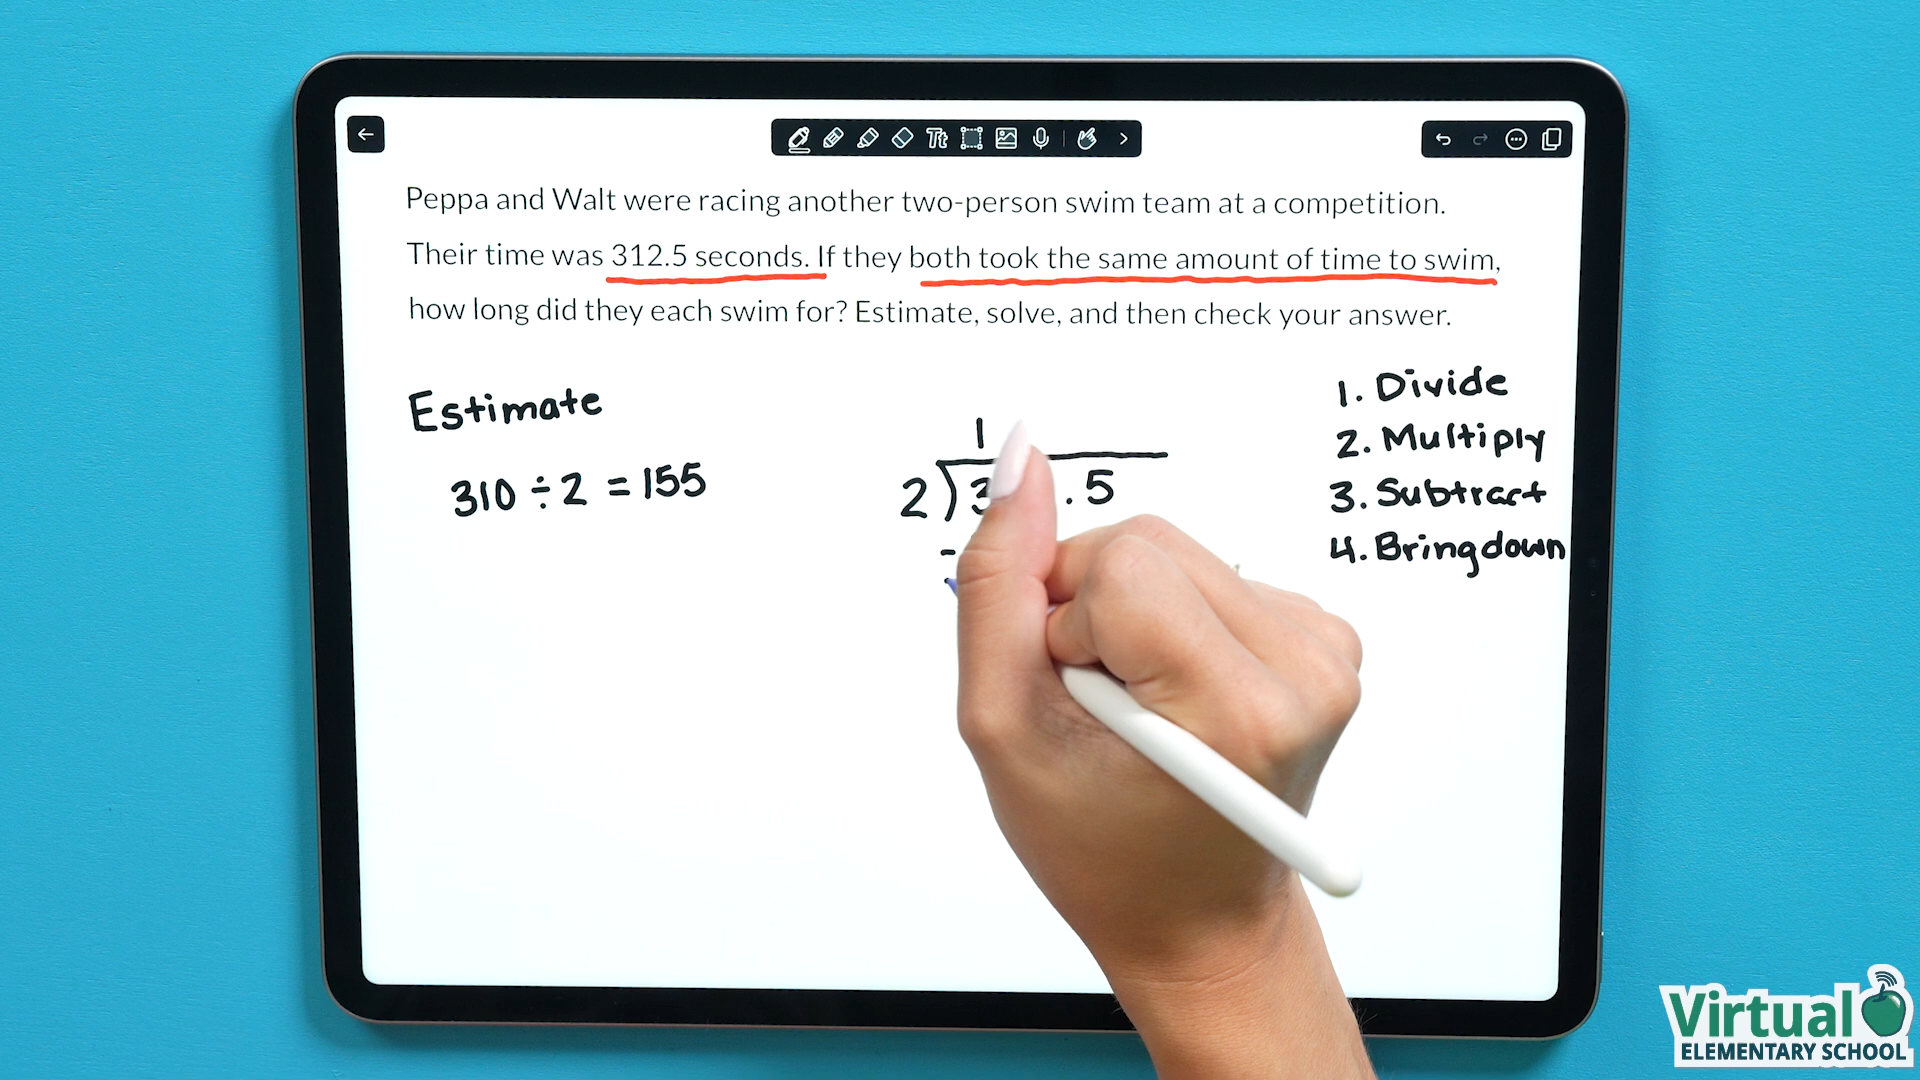 Peppa and Walt were racing another two-person swim team at a competition.
Their time was 312.5 seconds. If they both took the same amount of time to swim,
how long did they each swim for? Estimate, solve, and then check your answer.
Estimate
310 ÷ 2 = 155
1
2)3 .5
-
1. Divide
2. Multiply
3. Subtract
4. Bringdown
Tt
Virtual
ELEMENTARY SCHOOL